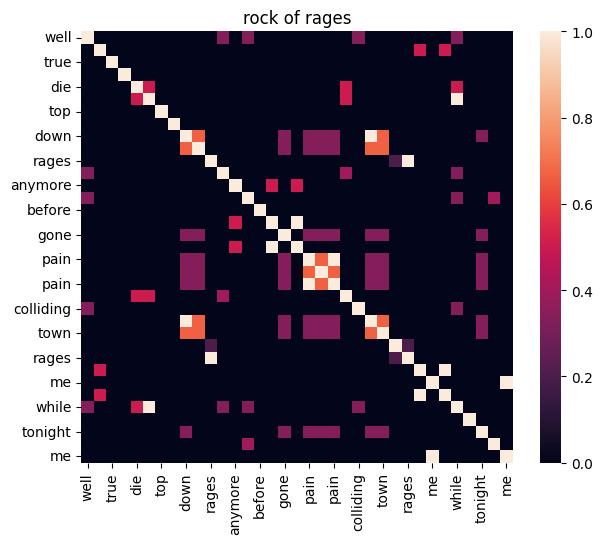 rock of rages
well
true
die
top
down
rages
anymore
before
gone
pain
pain
colliding
town
rages
me
while
tonight
me
well
true
die
top
down
rages
anymore
before
gone
pain
pain
colliding
town
rages
me
while
tonight
me
1.0
0.8
0.6
0.4
0.2
0.0